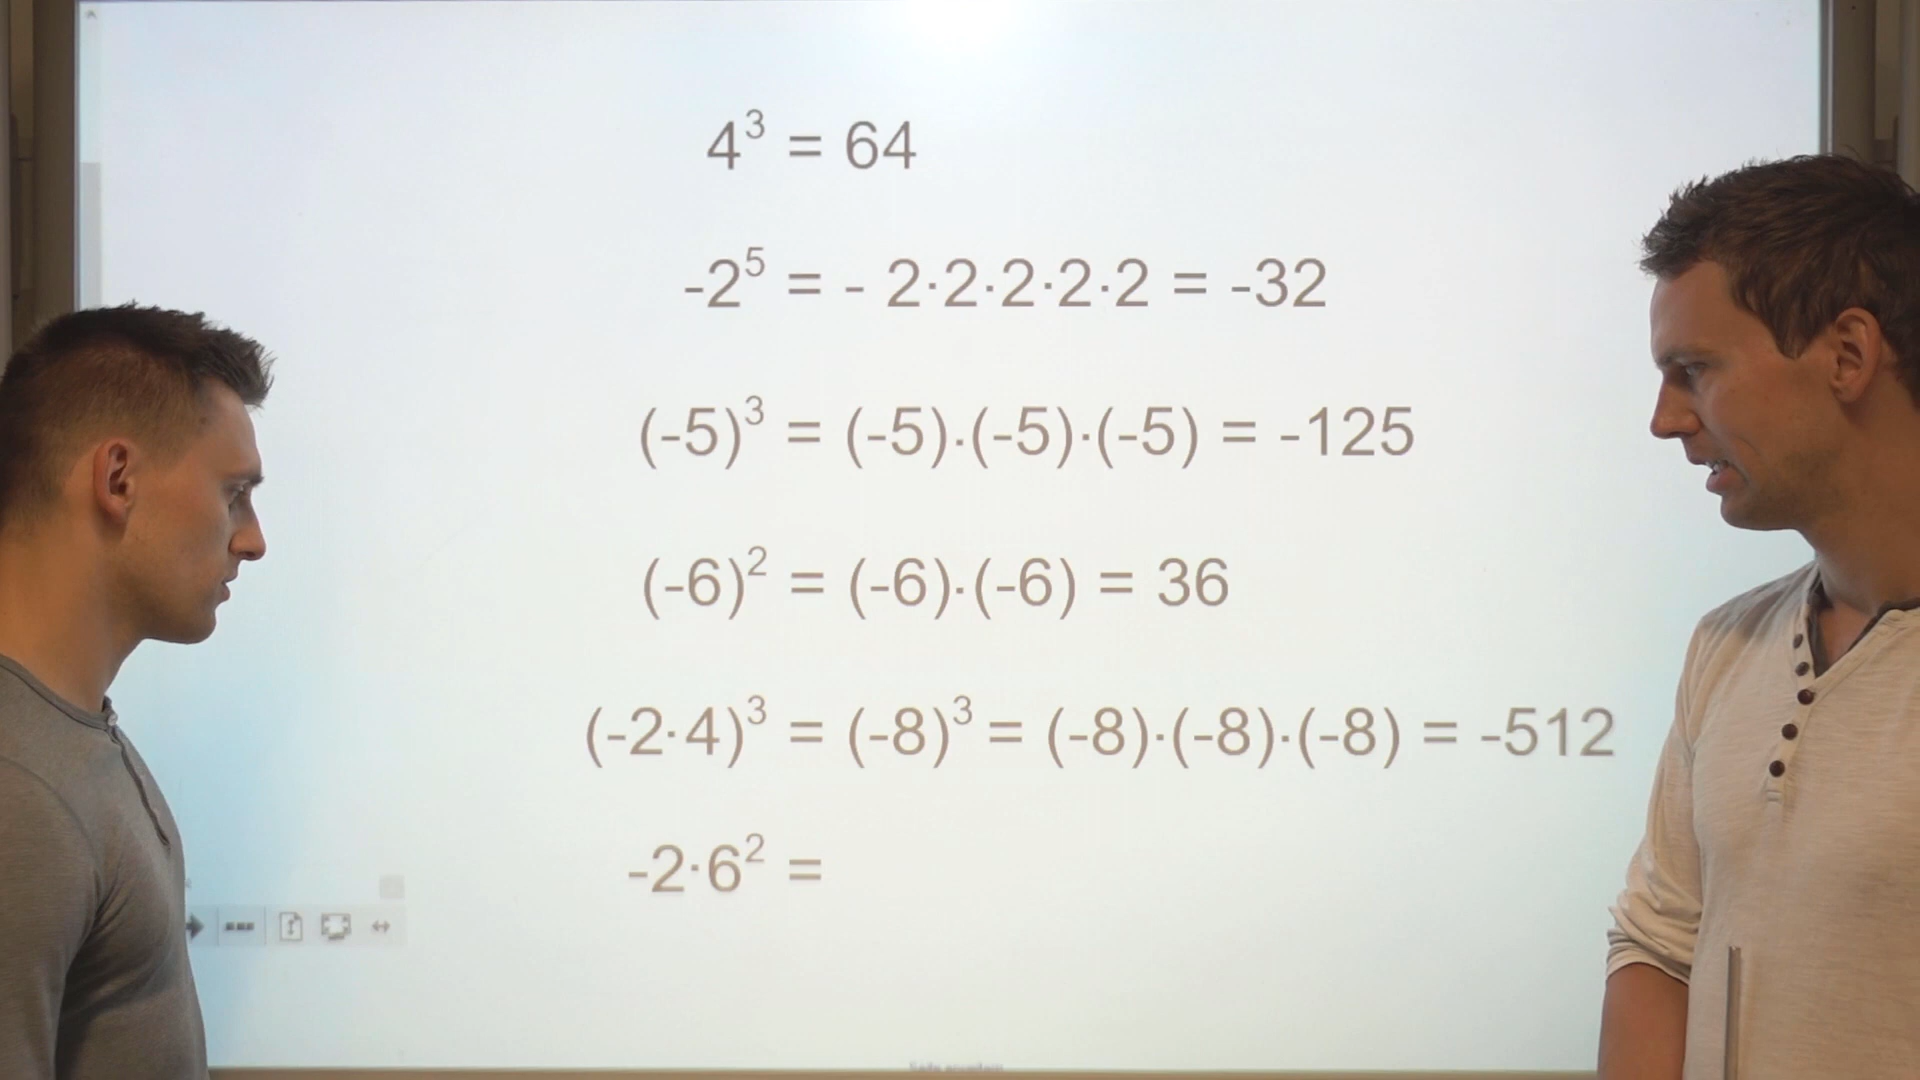 4³ = 64
-2⁵ = - 2·2·2·2·2 = -32
(-5)³ = (-5)·(-5)·(-5) = -125
(-6)² = (-6)·(-6) = 36
(-2·4)³ = (-8)³ = (-8)·(-8)·(-8) = -512
-2·6² =